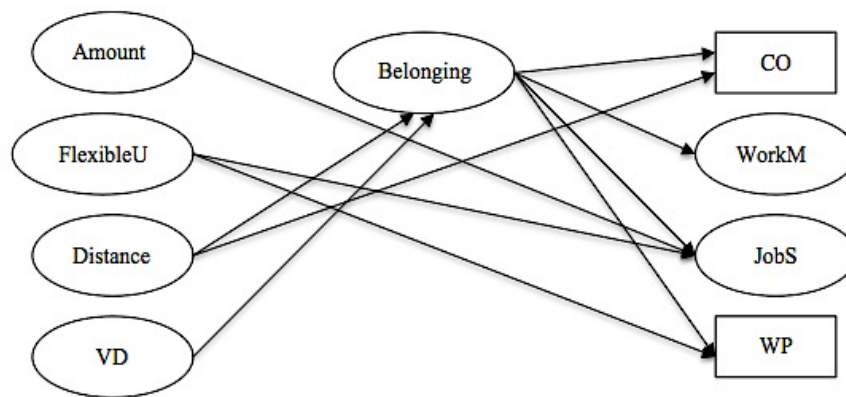 Amount
FlexibleU
Distance
VD
Belonging
CO
WorkM
JobS
WP